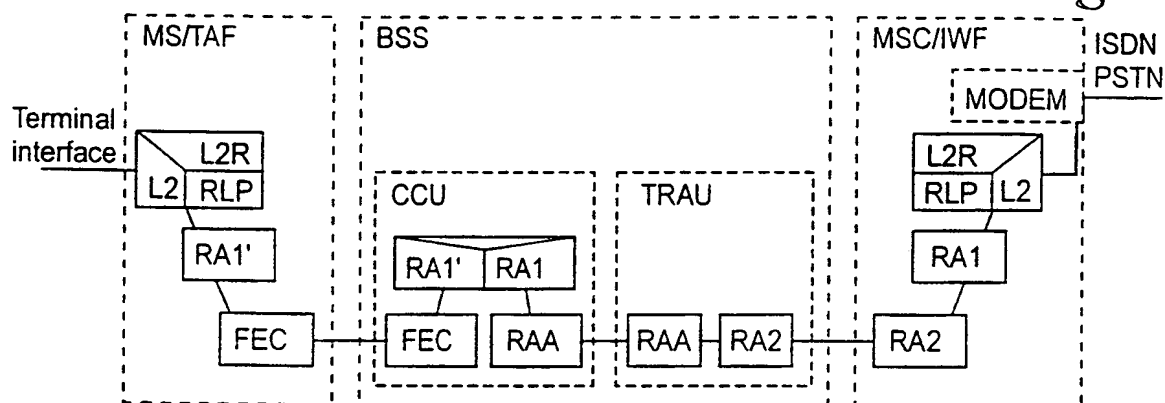 g
MS/TAF
BSS
MSC/IWF
ISDN
PSTN
MODEM
Terminal
interface
L2R
L2 RLP
L2R
RLP L2
CCU
TRAU
RA1'
RA1' RA1
RA1
FEC
FEC
RAA
RAA
RA2
RA2